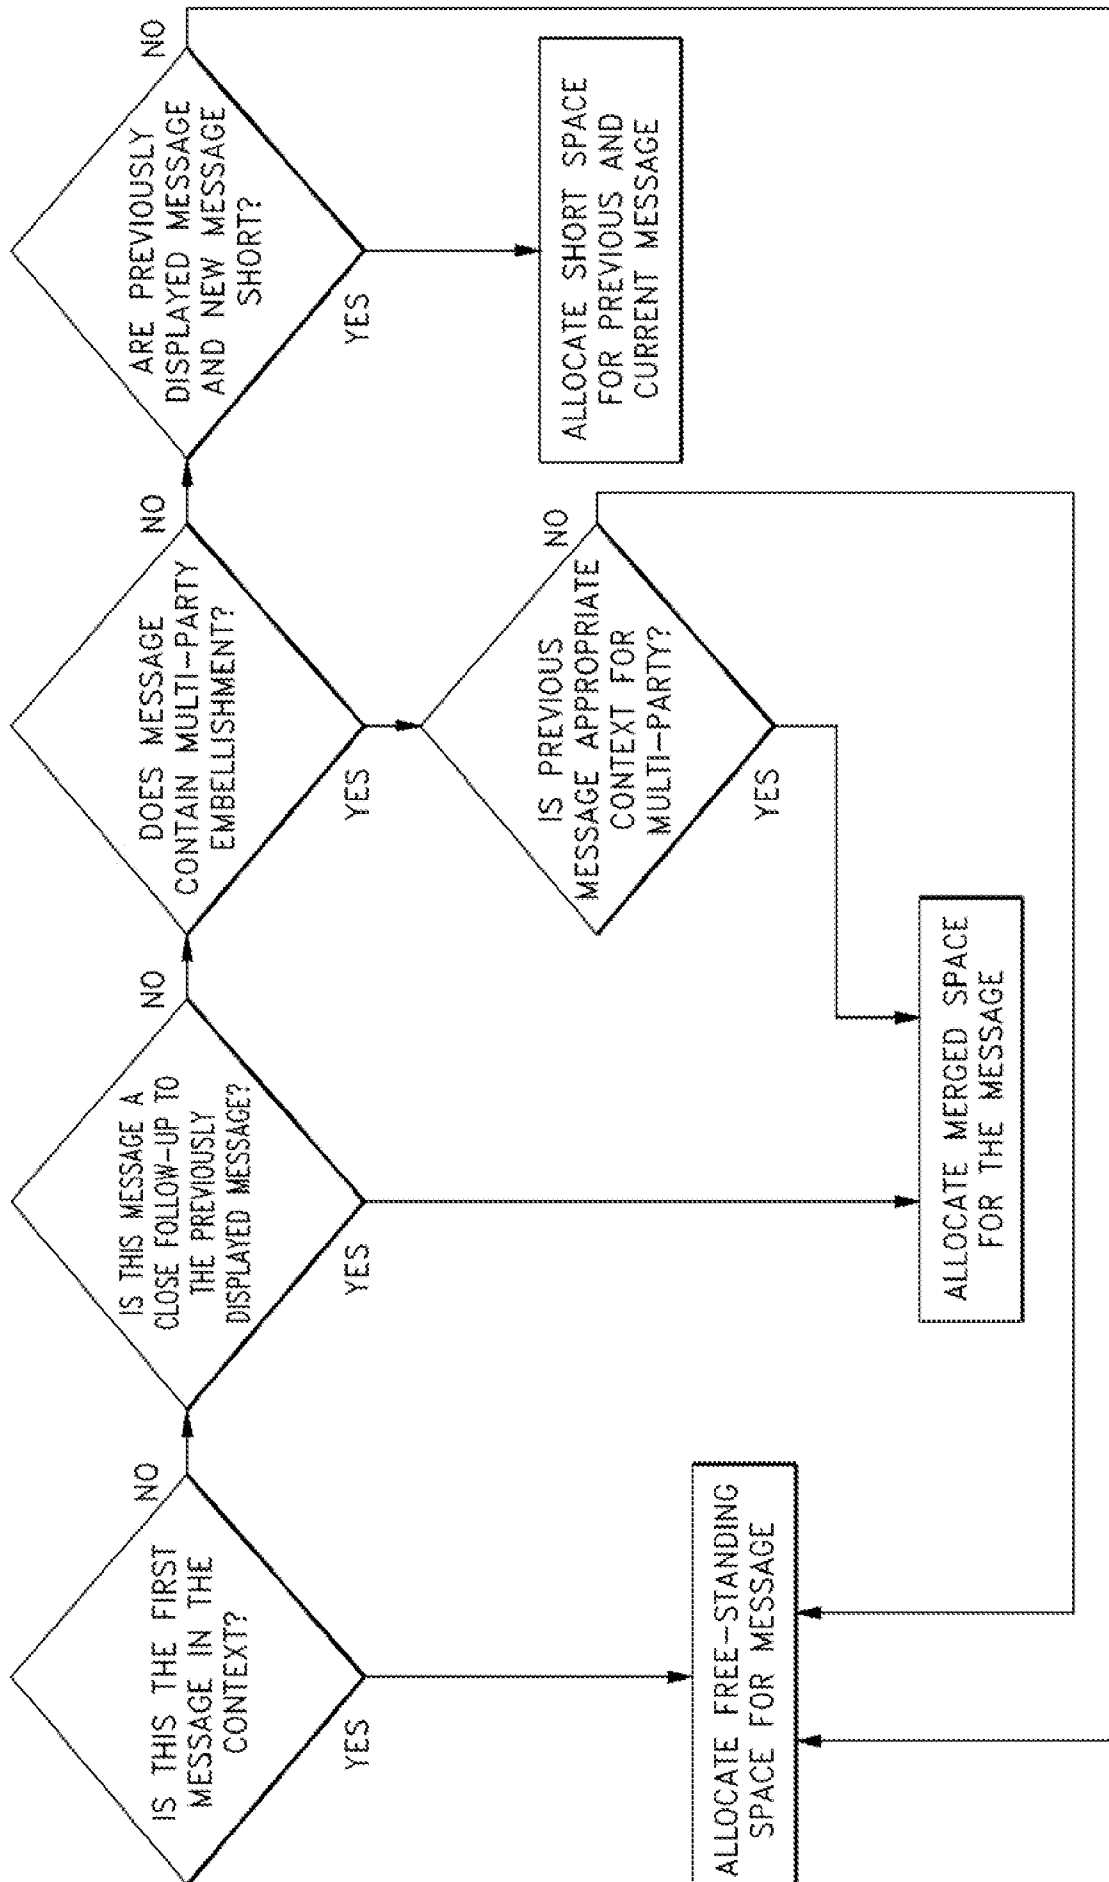 IS THIS THE FIRST
MESSAGE IN THE
CONTEXT?
NO
YES
IS THIS MESSAGE A
CLOSE FOLLOW-UP TO
THE PREVIOUSLY
DISPLAYED MESSAGE?
NO
YES
DOES MESSAGE
CONTAIN MULTI-PARTY
EMBELLISHMENT?
NO
YES
ARE PREVIOUSLY
DISPLAYED MESSAGE
AND NEW MESSAGE
SHORT?
NO
YES
IS PREVIOUS
MESSAGE APPROPRIATE
CONTEXT FOR
MULTI-PARTY?
NO
YES
ALLOCATE SHORT SPACE
FOR PREVIOUS AND
CURRENT MESSAGE
ALLOCATE FREE-STANDING
SPACE FOR MESSAGE
ALLOCATE MERGED SPACE
FOR THE MESSAGE